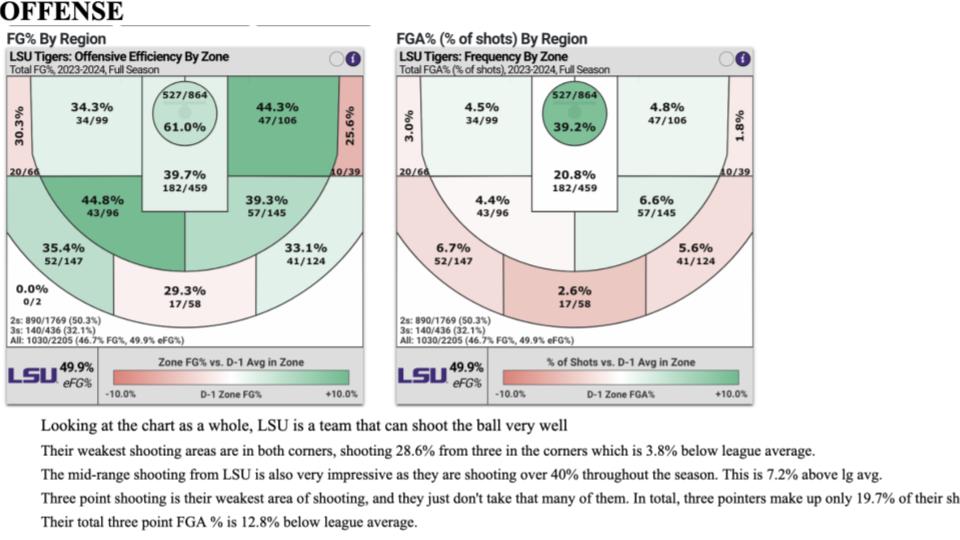 OFFENSE
FG% By Region
LSU Tigers: Offensive Efficiency By Zone
Total FG%, 2023-2024, Full Season
30.3%
20/66
34.3%
34/99
527/864
61.0%
44.3%
47/106
25.6%
10/39
39.7%
182/459
44.8%
43/96
39.3%
57/145
35.4%
52/147
33.1%
41/124
0.0%
0/2
29.3%
17/58
2s: 890/1769 (50.3%)
3s: 140/436 (32.1%)
All: 1030/2205 (46.7% FG%, 49.9% eFG%)
LSU
49.9%
eFG%
Zone FG% vs. D-1 Avg in Zone
-10.0%
D-1 Zone FG%
+10.0%
FGA% (% of shots) By Region
LSU Tigers: Frequency By Zone
Total FGA% (% of shots), 2023-2024, Full Season
3.0%
20/66
4.5%
34/99
527/864
39.2%
4.8%
47/106
1.8%
10/39
20.8%
182/459
4.4%
43/96
6.6%
57/145
6.7%
52/147
5.6%
41/124
2.6%
17/58
2s: 890/1769 (50.3%)
3s: 140/436 (32.1%)
All: 1030/2205 (46.7% FG%, 49.9% eFG%)
LSU
49.9%
eFG%
% of Shots vs. D-1 Avg in Zone
-10.0%
D-1 Zone FGA%
+10.0%
Looking at the chart as a whole, LSU is a team that can shoot the ball very well
Their weakest shooting areas are in both corners, shooting 28.6% from three in the corners which is 3.8% below league average.
The mid-range shooting from LSU is also very impressive as they are shooting over 40% throughout the season. This is 7.2% above lg avg.
Three point shooting is their weakest area of shooting, and they just don't take that many of them. In total, three pointers make up only 19.7% of their sh
Their total three point FGA % is 12.8% below league average.